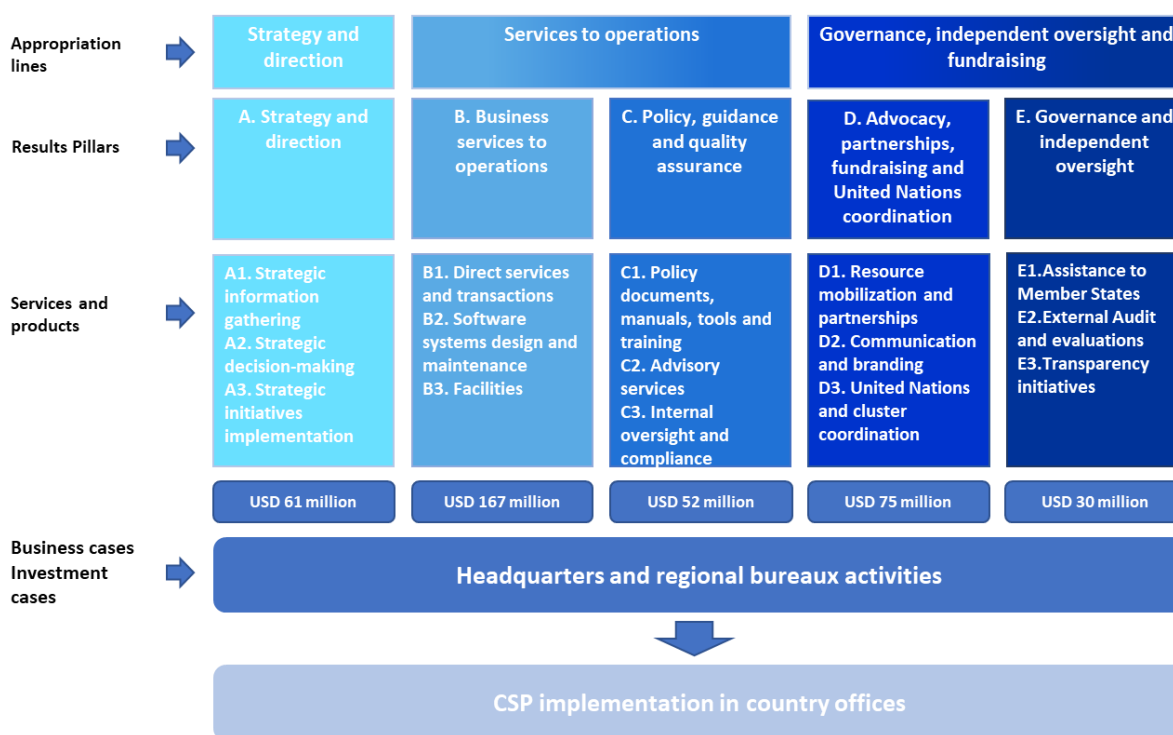 Appropriation
lines
Strategy and
direction
Services to operations
Governance, independent oversight and
fundraising
Results Pillars
A. Strategy and
direction
B. Business
services to
operations
C. Policy, guidance
and quality
assurance
D. Advocacy,
partnerships,
fundraising and
United Nations
coordination
E. Governance and
independent
oversight
Services and
products
A1. Strategic
information
gathering
A2. Strategic
decision-making
A3. Strategic
initiatives
implementation
B1. Direct services
and transactions
B2. Software
systems design and
maintenance
B3. Facilities
C1. Policy
documents,
manuals, tools and
training
C2. Advisory
services
C3. Internal
oversight and
compliance
D1. Resource
mobilization and
partnerships
D2. Communication
and branding
D3. United Nations
and cluster
coordination
E1.Assistance to
Member States
E2.External Audit
and evaluations
E3.Transparency
initiatives
USD 61 million
USD 167 million
USD 52 million
USD 75 million
USD 30 million
Business cases
Investment
cases
Headquarters and regional bureaux activities
CSP implementation in country offices